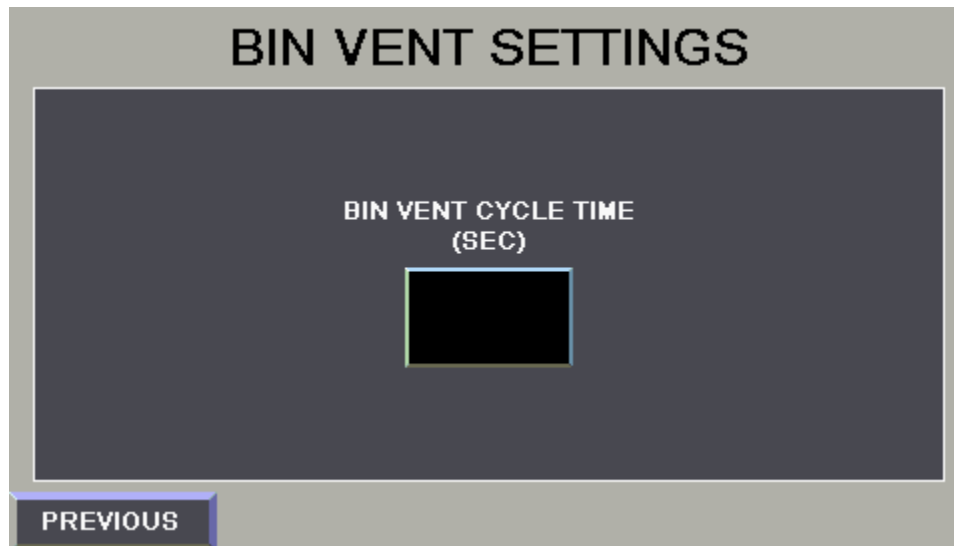 BIN VENT SETTINGS
BIN VENT CYCLE TIME
(SEC)
PREVIOUS